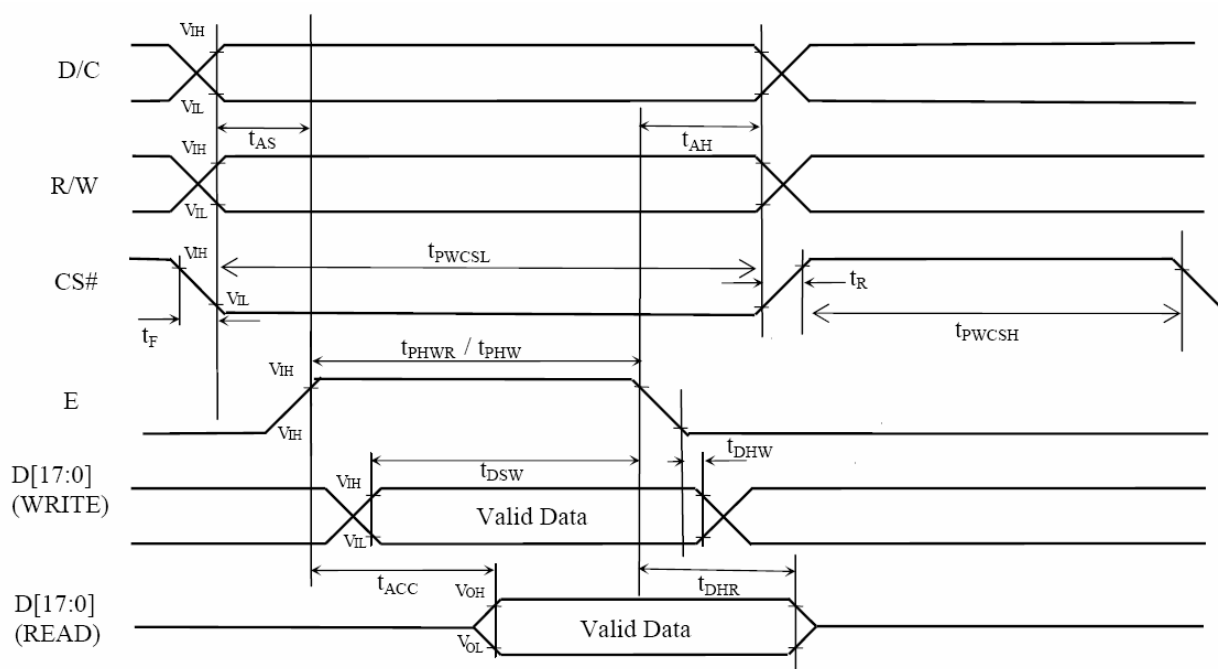 VIH
D/C
VIL
tAS
tAH
VIH
R/W
VIL
VIH
tPWCSL
CS#
VIL
tR
tF
tPWCSH
tPHWR / tPHW
VIH
E
VIH
tDHW
D[17:0]
(WRITE)
tDSW
VIH
Valid Data
VIL
tACC
tDHR
D[17:0]
(READ)
VOH
Valid Data
VOL